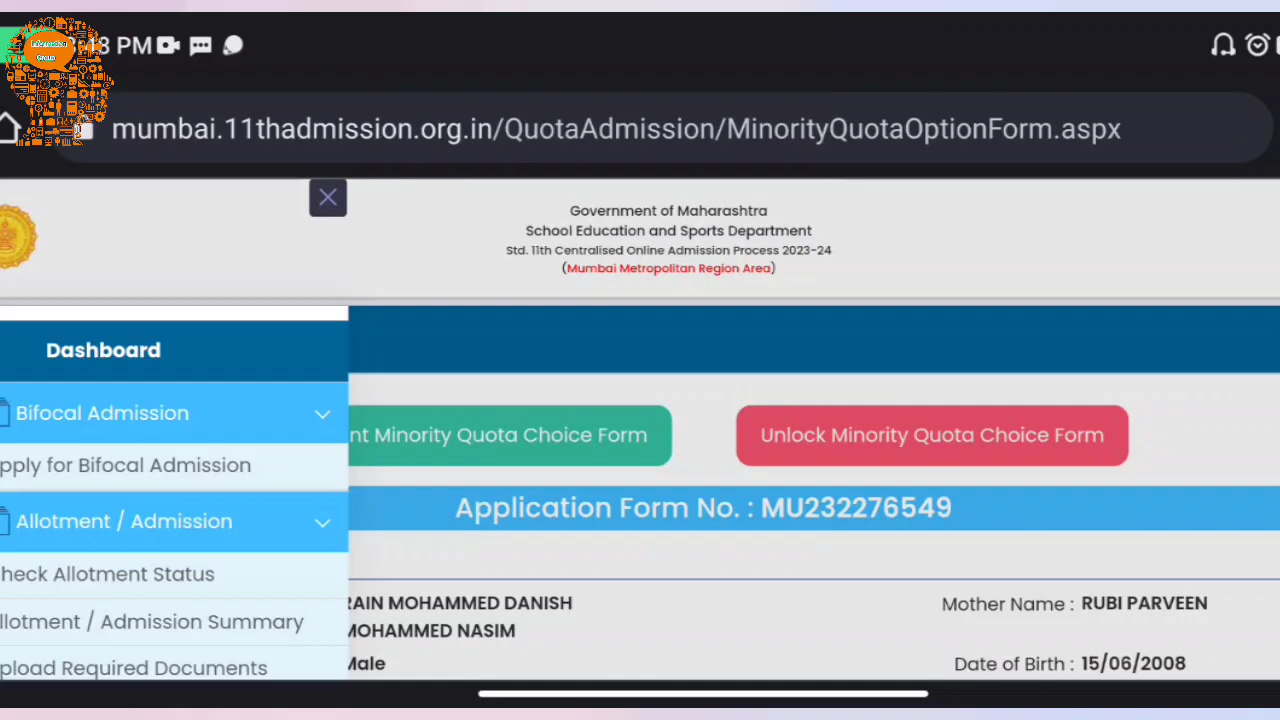 Information
Group
PM
mumbai.11thadmission.org.in/QuotaAdmission/MinorityQuotaOptionForm.aspx
Government of Maharashtra
School Education and Sports Department
Std. 11th Centralised Online Admission Process 2023-24
(Mumbai Metropolitan Region Area)
Dashboard
Bifocal Admission
nt Minority Quota Choice Form
Unlock Minority Quota Choice Form
pply for Bifocal Admission
Application Form No. : MU232276549
Allotment / Admission
heck Allotment Status
RAIN MOHAMMED DANISH
Mother Name : RUBI PARVEEN
llotment / Admission Summary
MOHAMMED NASIM
pload Required Documents
Male
Date of Birth : 15/06/2008